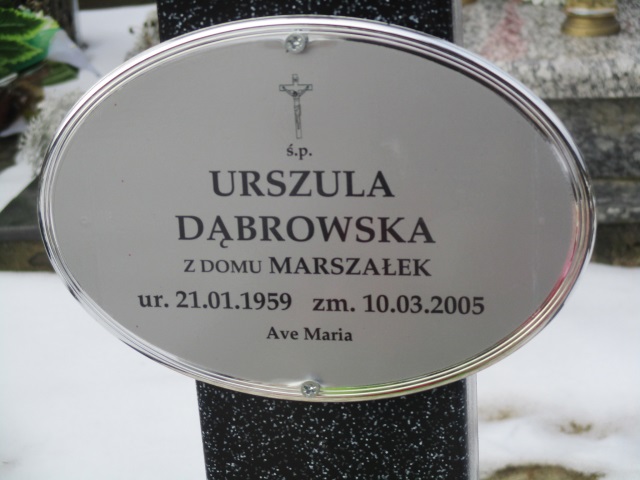 ś.p.
URSZULA
DĄBROWSKA
Z DOMU MARSZAŁEK
ur. 21.01.1959 zm. 10.03.2005
Ave Maria